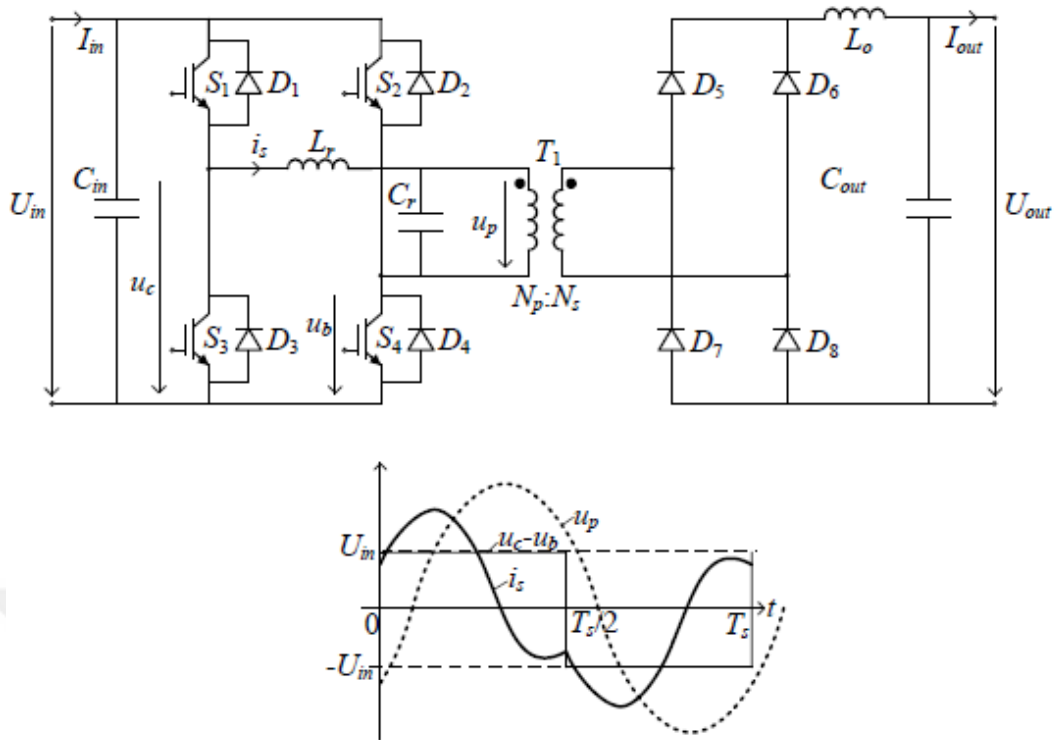 I_in
S_1
D_1
S_2
D_2
D_5
D_6
L_o
I_out
i_s
L_r
T_1
C_in
C_r
C_out
U_in
u_p
U_out
u_c
N_p:N_s
u_b
S_3
D_3
S_4
D_4
D_7
D_8
u_p
U_in
u_c-u_b
i_s
0
T_s/2
T_s
t
-U_in